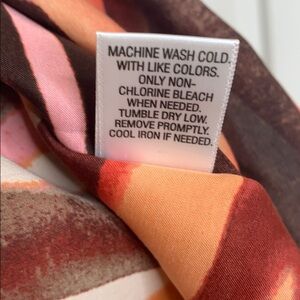 MACHINE WASH COLD.
WITH LIKE COLORS.
ONLY NON-
CHLORINE BLEACH
WHEN NEEDED.
TUMBLE DRY LOW.
REMOVE PROMPTLY.
COOL IRON IF NEEDED.